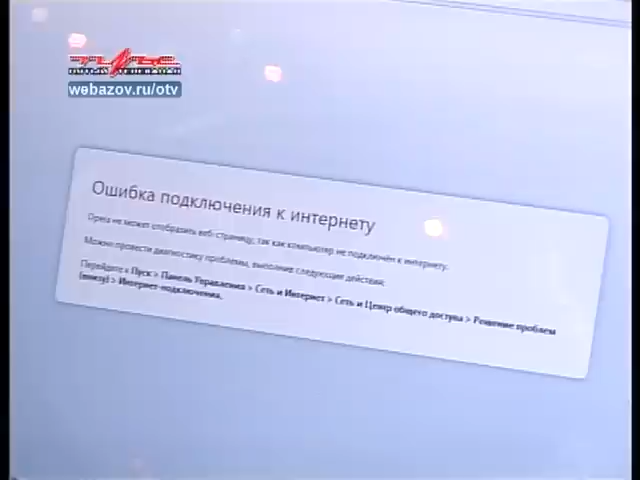 webazov.ru/otv
Ошибка подключения к интернету
Opera не может отобразить веб-страницу, так как компьютер не подключён к интернету.
Можно провести диагностику проблемы, выполнив следующие действия:
Перейдите к Пуск > Панель Управления > Сеть и Интернет > Сеть и Центр общего доступа > Решение проблем
(внизу) > Интернет-подключения.